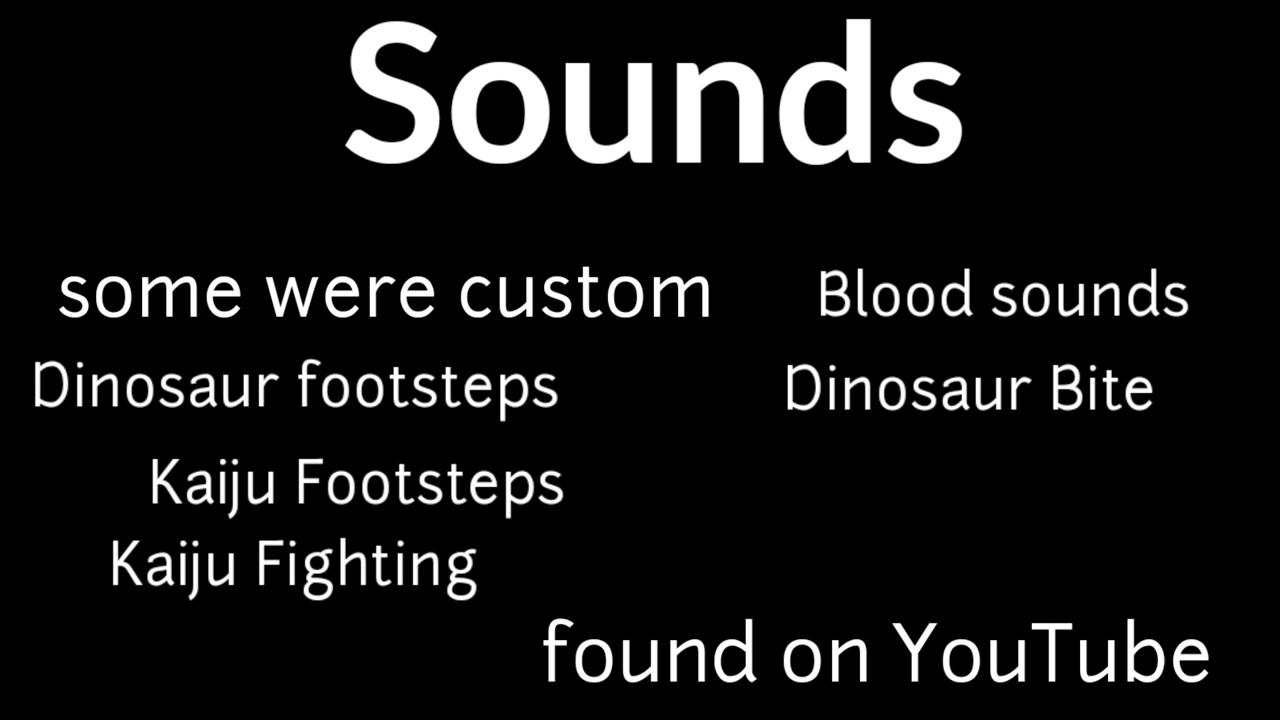 Sounds
some were custom
Blood sounds
Dinosaur footsteps
Dinosaur Bite
Kaiju Footsteps
Kaiju Fighting
found on YouTube